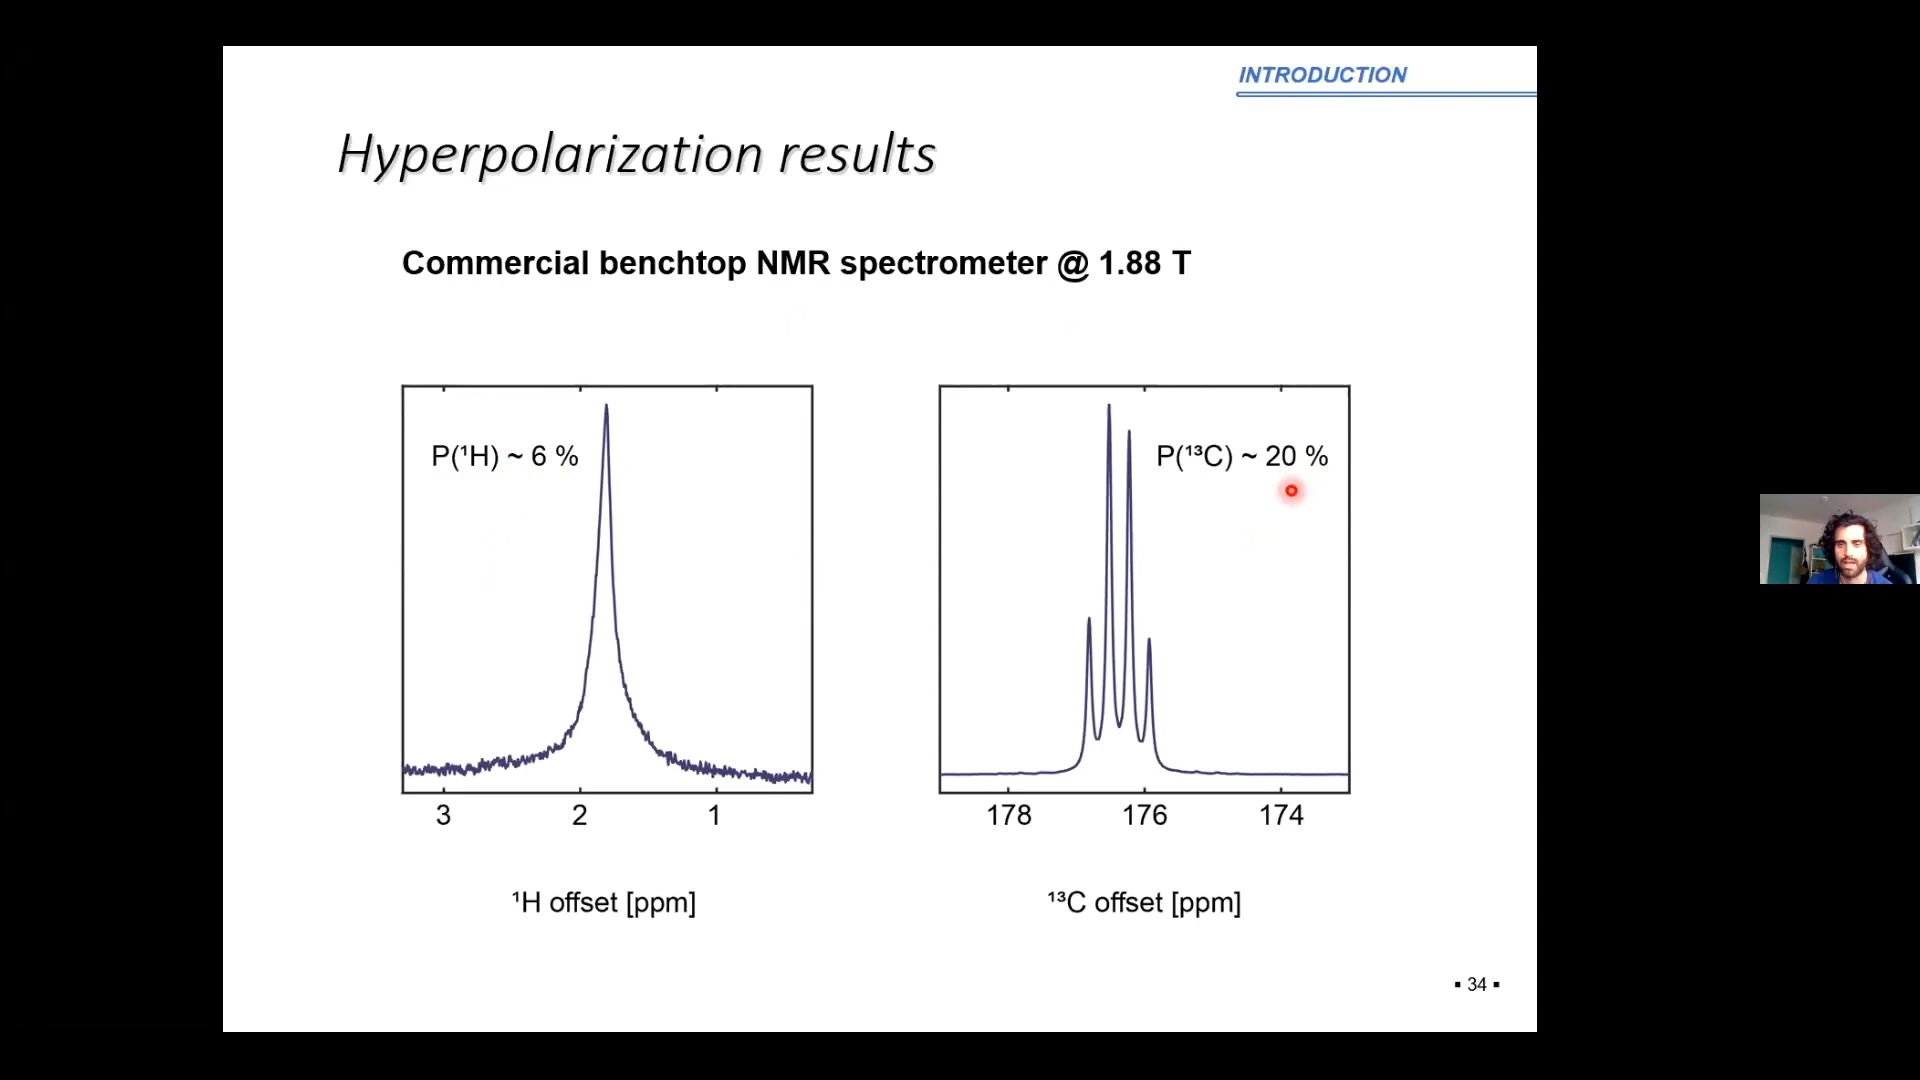 INTRODUCTION
Hyperpolarization results
Commercial benchtop NMR spectrometer @ 1.88 T
P(¹H) ~ 6 %
P(¹³C) ~ 20 %
3 2 1
178 176 174
¹H offset [ppm]
¹³C offset [ppm]
▪ 34 ▪